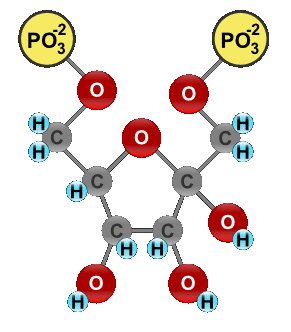 PO₃⁻² PO₃⁻²
O O
H C O C H
H H
H C C
C C O
H H H
O O
H H